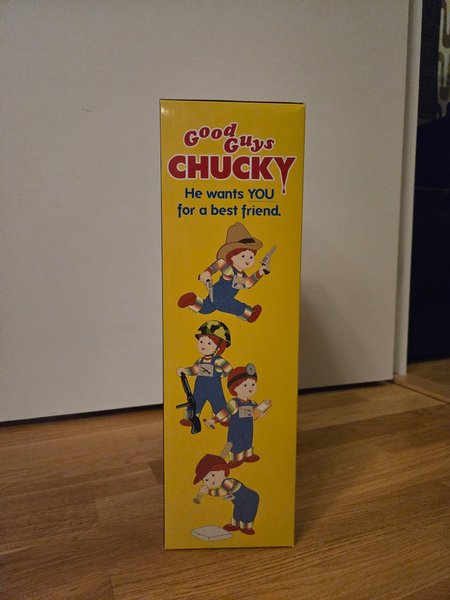 Good
Guys
CHUCKY
He wants YOU
for a best friend.